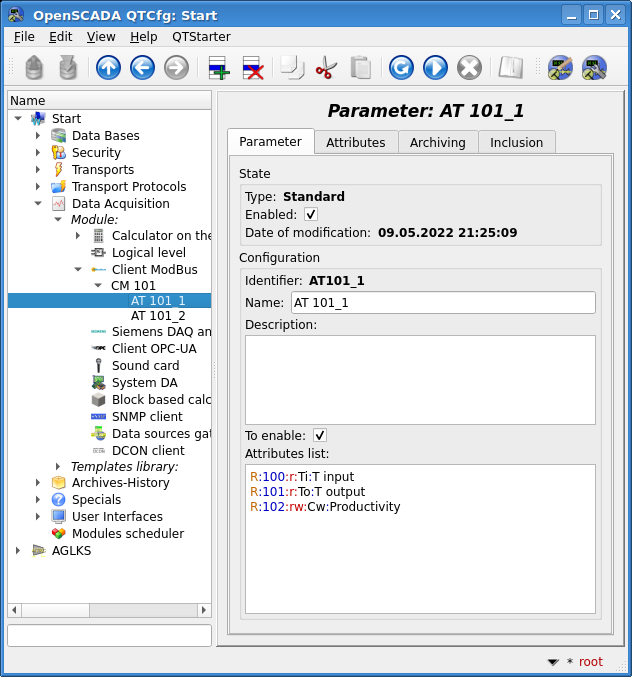 OpenSCADA QTCfg: Start
File Edit View Help QTStarter
Name
Start
Data Bases
Security
Transports
Transport Protocols
Data Acquisition
Module:
Calculator on the
Logical level
Client ModBus
CM 101
AT 101_1
AT 101_2
Siemens DAQ an
Client OPC-UA
Sound card
System DA
Block based calc
SNMP client
Data sources gat
DCON client
Templates library:
Archives-History
Specials
User Interfaces
Modules scheduler
AGLKS
Parameter: AT 101_1
Parameter Attributes Archiving Inclusion
State
Type: Standard
Enabled:
Date of modification: 09.05.2022 21:25:09
Configuration
Identifier: AT101_1
Name: AT 101_1
Description:
To enable:
Attributes list:
R:100:r:Ti:T input
R:101:r:To:T output
R:102:rw:Cw:Productivity
* root